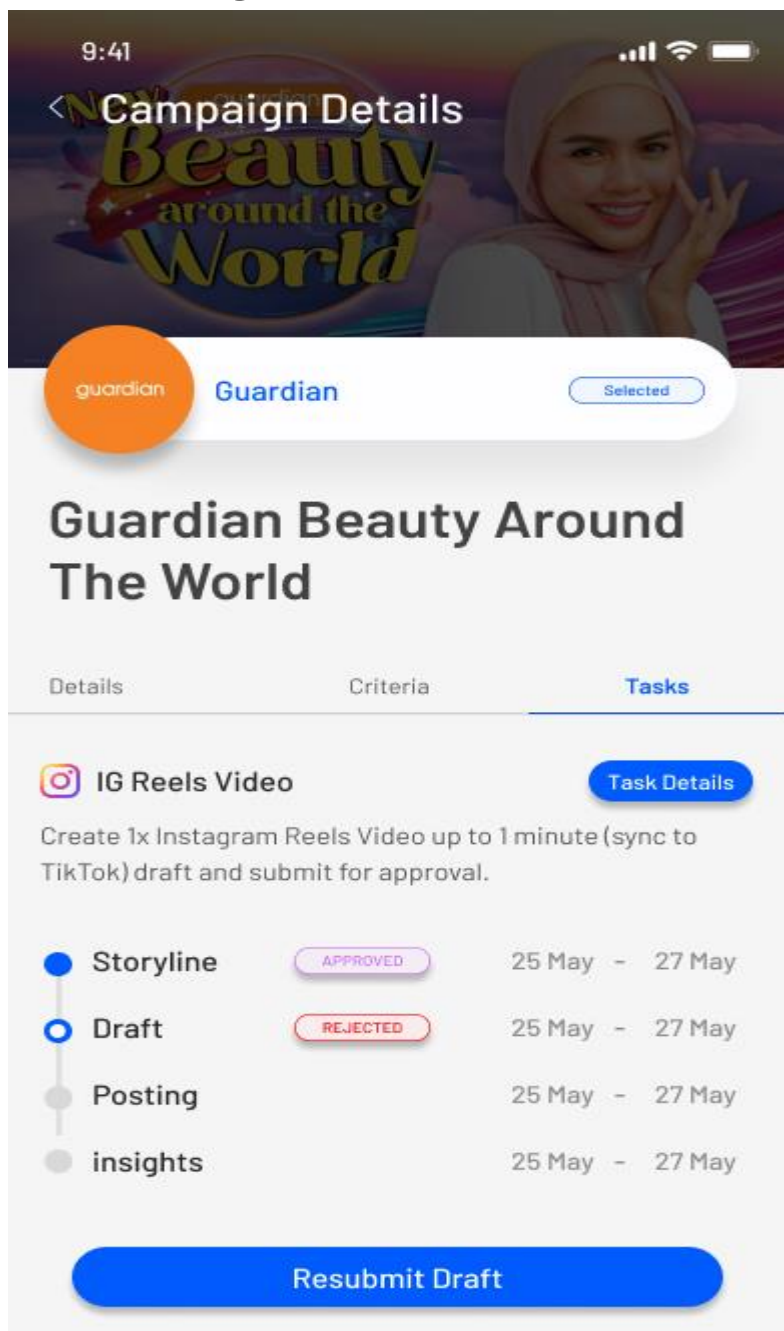 9:41
Campaign Details
New
guardian
Beauty
around the
World
guardian
Guardian
Selected
Guardian Beauty Around
The World
Details Criteria Tasks
IG Reels Video
Task Details
Create 1x Instagram Reels Video up to 1 minute (sync to
TikTok) draft and submit for approval.
Storyline APPROVED 25 May - 27 May
Draft REJECTED 25 May - 27 May
Posting 25 May - 27 May
insights 25 May - 27 May
Resubmit Draft